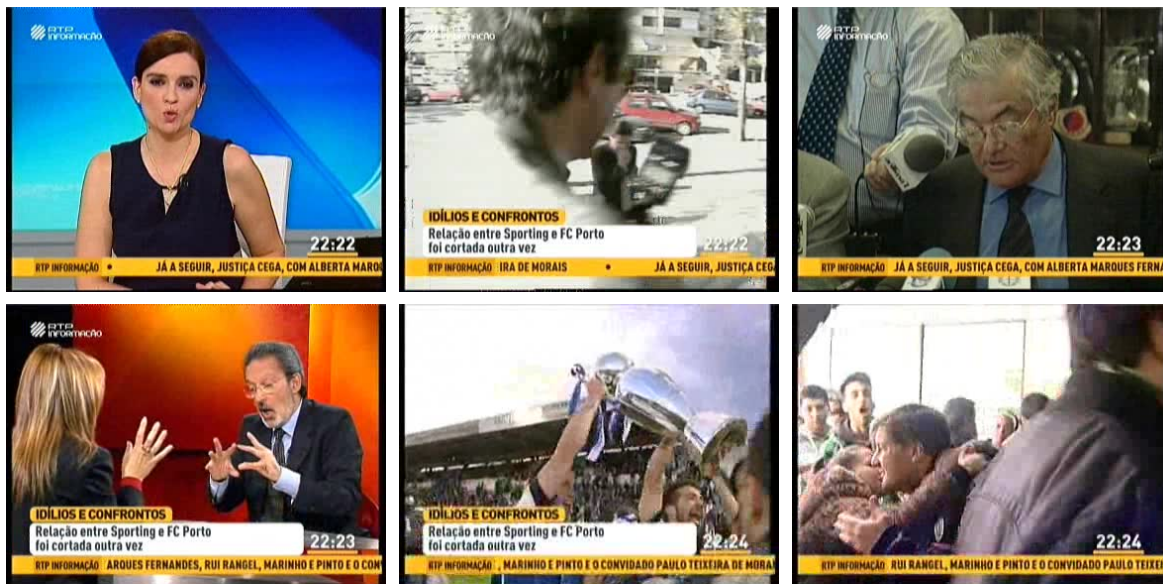 RTP
INFORMAÇÃO
22:22
RTP INFORMAÇÃO • JÁ A SEGUIR, JUSTIÇA CEGA, COM ALBERTA MARQU
RTP
INFORMAÇÃO
IDÍLIOS E CONFRONTOS
Relação entre Sporting e FC Porto
foi cortada outra vez
22:22
RTP INFORMAÇÃO IRA DE MORAIS • JÁ A SEGUIR, JUSTIÇA CEGA
RTP
INFORMAÇÃO
22:23
RTP INFORMAÇÃO JÁ A SEGUIR, JUSTIÇA CEGA, COM ALBERTA MARQUES FERNA
RTP
INFORMAÇÃO
IDÍLIOS E CONFRONTOS
Relação entre Sporting e FC Porto
foi cortada outra vez
22:23
RTP INFORMAÇÃO ARQUES FERNANDES, RUI RANGEL, MARINHO E PINTO E O CON
IDÍLIOS E CONFRONTOS
Relação entre Sporting e FC Porto
foi cortada outra vez
22:24
RTP INFORMAÇÃO , MARINHO E PINTO E O CONVIDADO PAULO TEIXEIRA DE MORA
22:24
RTP INFORMAÇÃO RUI RANGEL, MARINHO E PINTO E O CONVIDADO PAULO TEIXEI